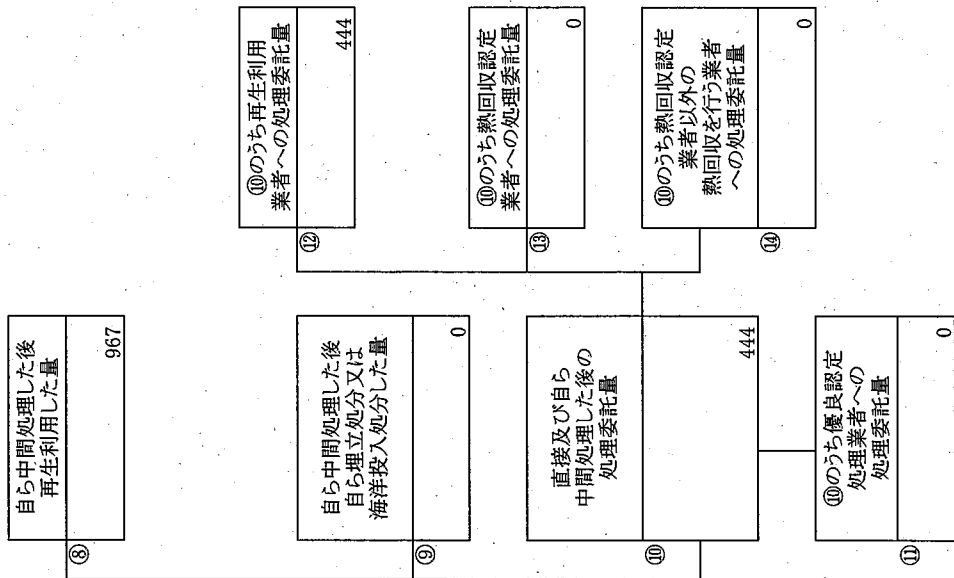 自ら中間処理した後
再生利用した量
⑧
967
自ら中間処理した後
自ら埋立処分又は
海洋投入処分した量
⑨
0
直接及び自ら
中間処理した後の
処理委託量
⑩
444
⑩のうち優良認定
処理業者への
処理委託量
⑪
0
⑩のうち再生利用
業者への処理委託量
⑫
444
⑩のうち熱回収認定
業者への処理委託量
⑬
0
⑩のうち熱回収認定
業者以外の
熱回収を行う業者
への処理委託量
⑭
0